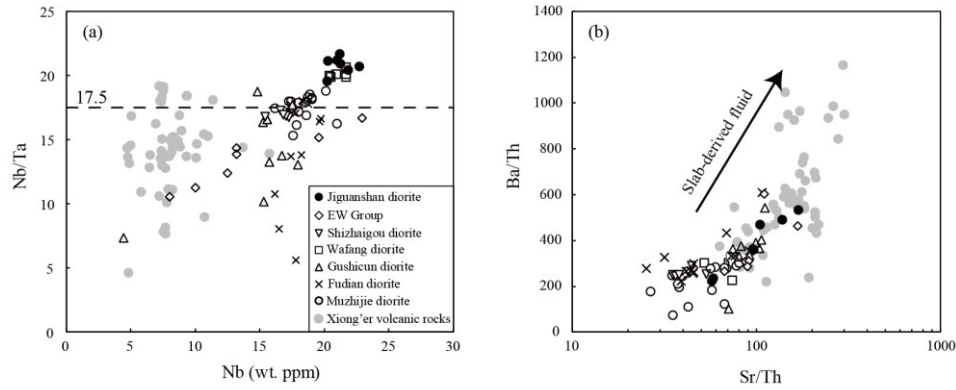 (a)
25
20
17.5
15
10
5
0
0 5 10 15 20 25 30
Nb/Ta
Nb (wt. ppm)
Jiguanshan diorite
EW Group
Shizhaigou diorite
Wafang diorite
Gushicun diorite
Fudian diorite
Muzhijie diorite
Xiong'er volcanic rocks
(b)
1400
1200
1000
800
600
400
200
0
10 100 1000
Ba/Th
Sr/Th
Slab-derived fluid